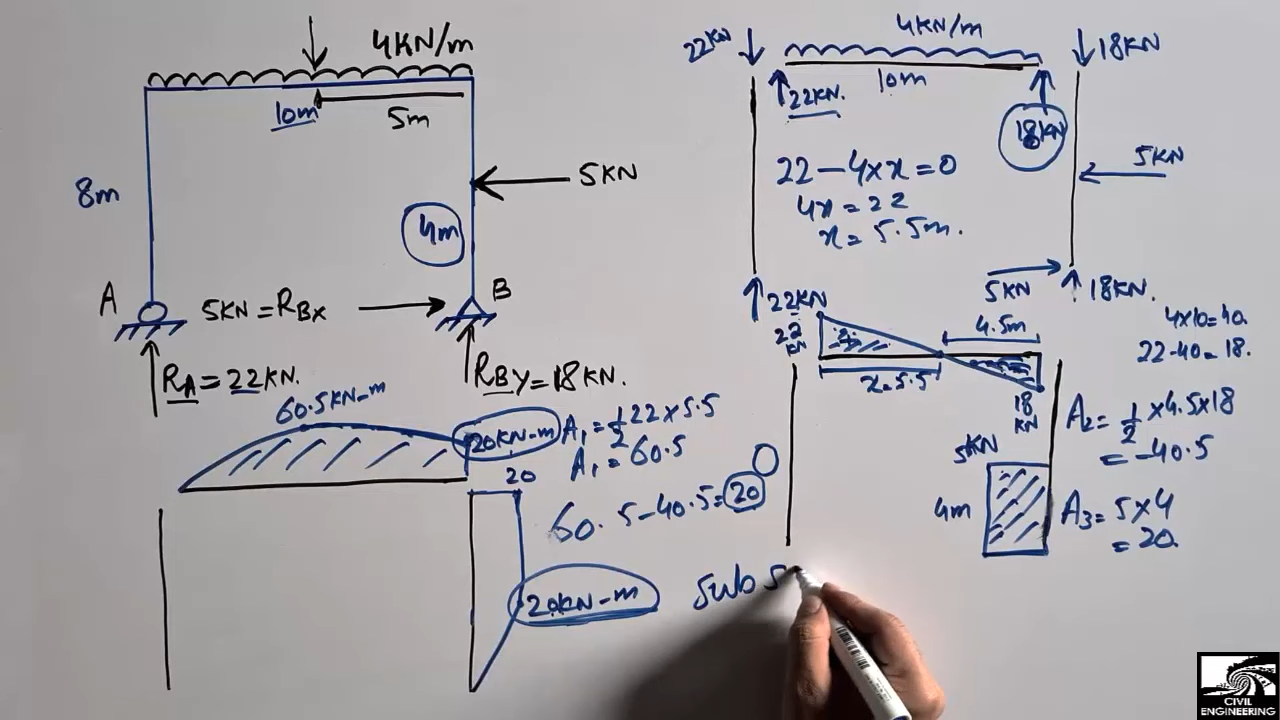 4KN/m
10m
5m
8m
5KN
4m
A
5KN = RBx
B
RA = 22KN.
RBy = 18KN.
22KN
4KN/m
18KN
22KN.
10m
18KN
22 - 4xx = 0
4x = 22
x = 5.5m.
5KN
5KN
18KN.
22KN
22
KN
4.5m
x = 5.5
18
KN
4x10 = 40.
22-40 = 18.
60.5KN-m
20KN-m
A1 = 1/2 22 x 5.5
A1 = 60.5
60.5 - 40.5 = 20
20
20KN-m
A2 = 1/2 x 4.5 x 18
= -40.5
5KN
4m
A3 = 5 x 4
= 20.
Sub S
CIVIL
ENGINEERING